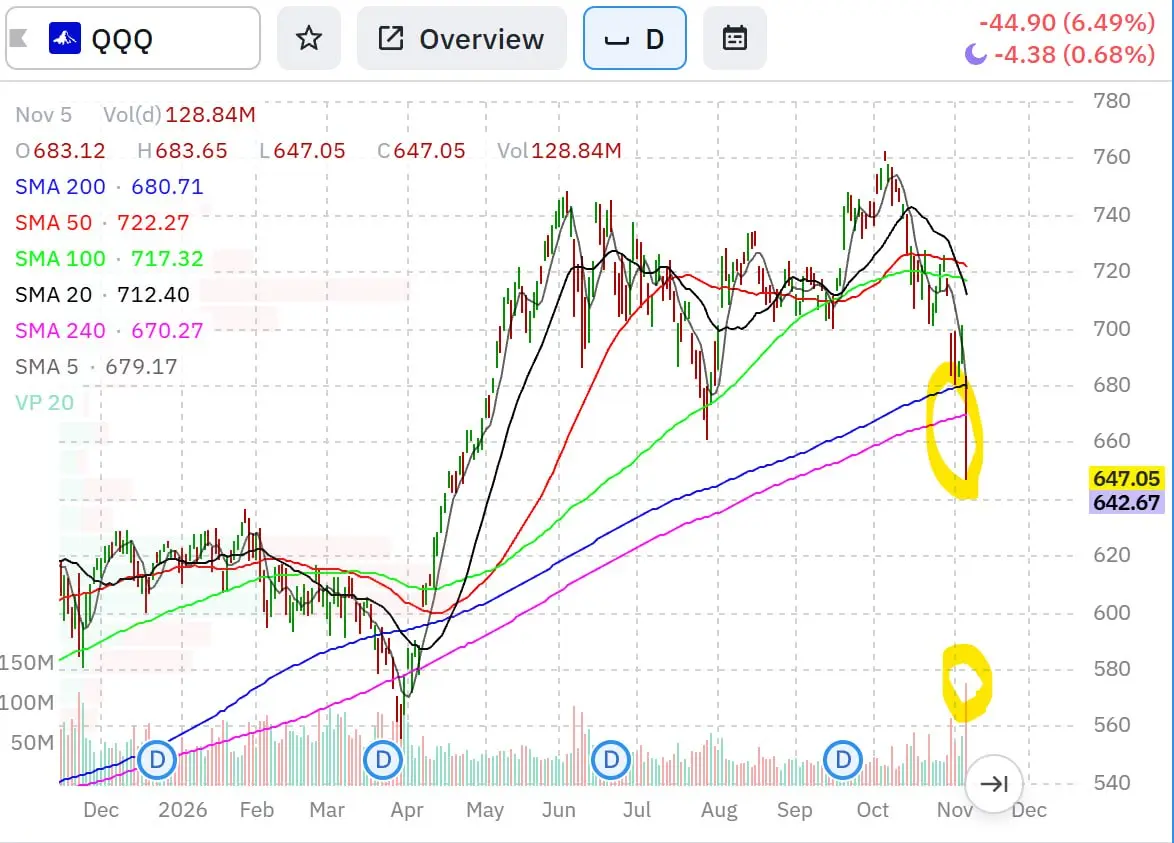 QQQ
Overview
D
-44.90 (6.49%)
-4.38 (0.68%)
Nov 5 Vol(d) 128.84M
O 683.12 H 683.65 L 647.05 C 647.05 Vol 128.84M
SMA 200 · 680.71
SMA 50 · 722.27
SMA 100 · 717.32
SMA 20 · 712.40
SMA 240 · 670.27
SMA 5 · 679.17
VP 20
780
760
740
720
700
680
660
647.05
642.67
620
600
580
560
540
150M
100M
50M
D D D D
Dec 2026 Feb Mar Apr May Jun Jul Aug Sep Oct Nov Dec